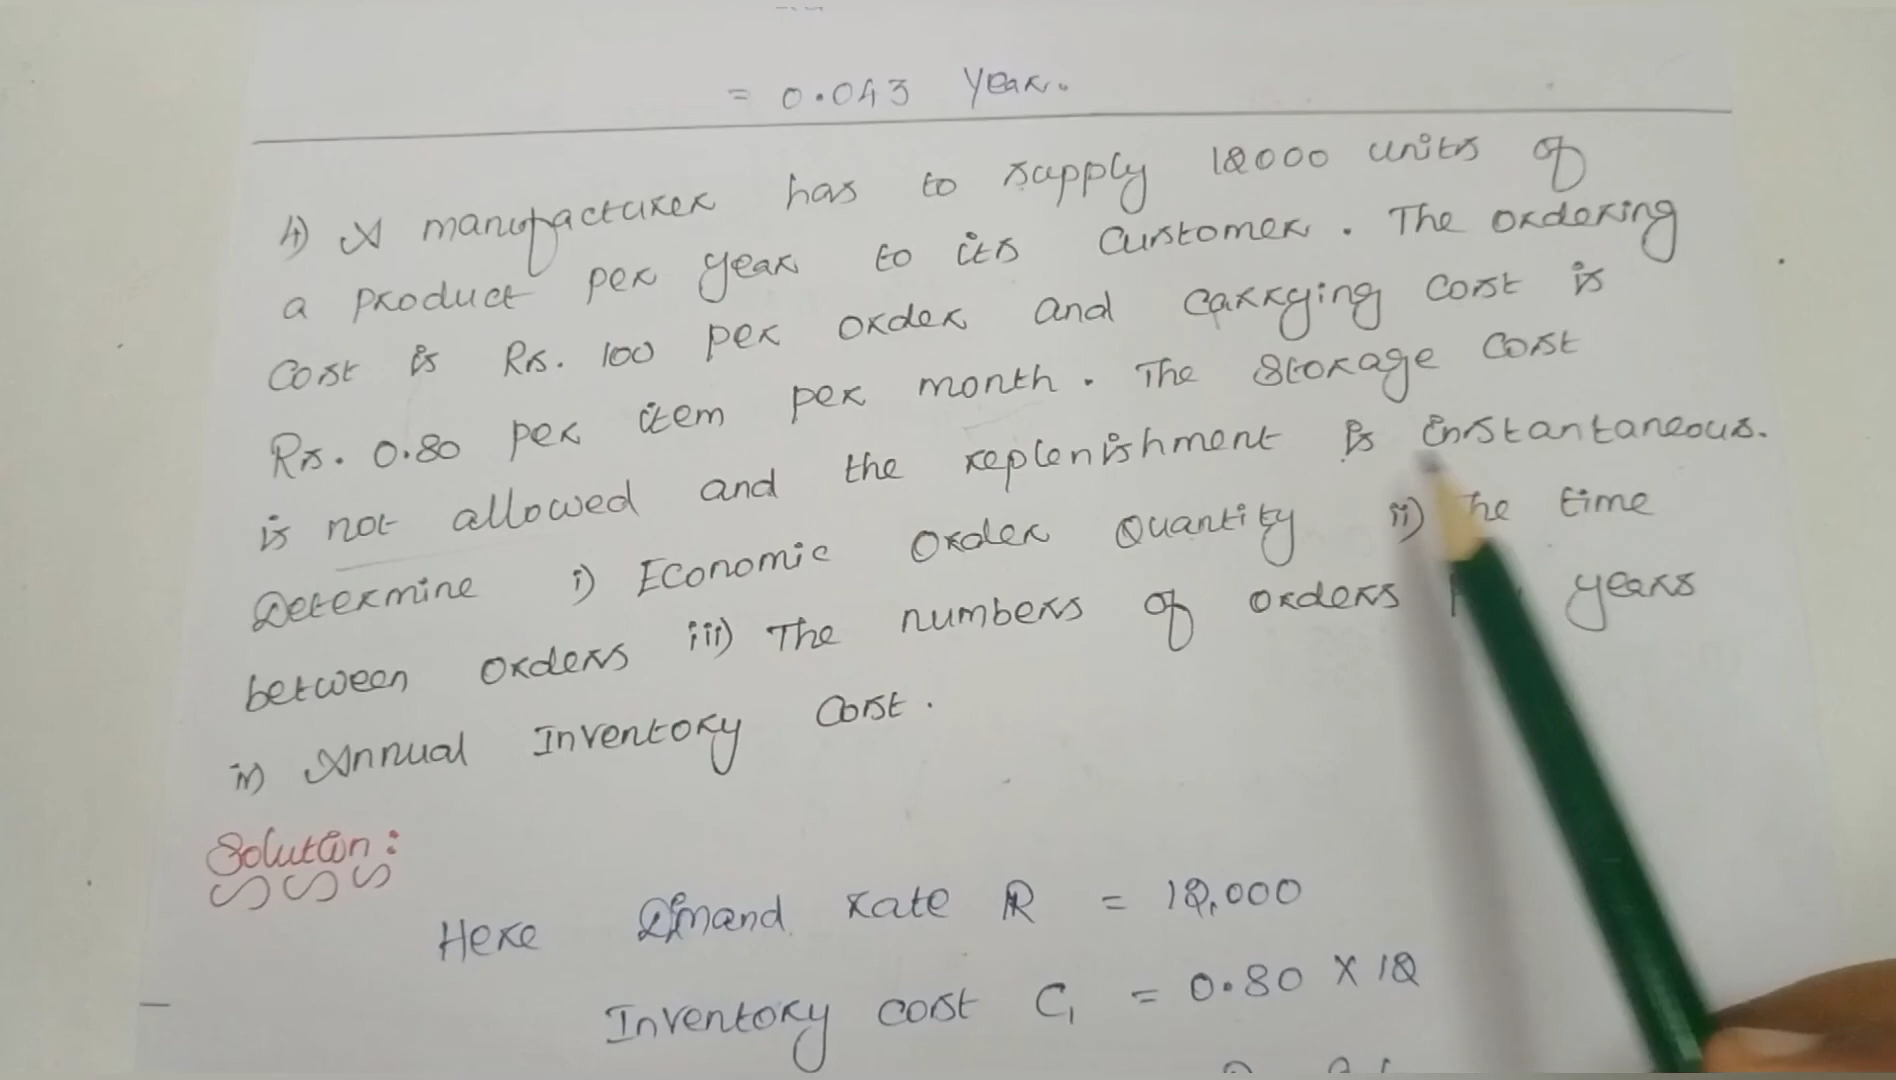 = 0.043 Year.
4) A manufacturer has to supply 12000 units of
a product per year to its customer. The ordering
cost is Rs. 100 per order and carrying cost is
Rs. 0.80 per item per month. The storage cost
is not allowed and the replenishment is instantaneous.
Determine i) Economic Order Quantity ii) The time
between orders iii) The numbers of orders years
iv) Annual Inventory Cost.
Solution:
Here Demand rate R = 12,000
Inventory cost C₁ = 0.80 X 12